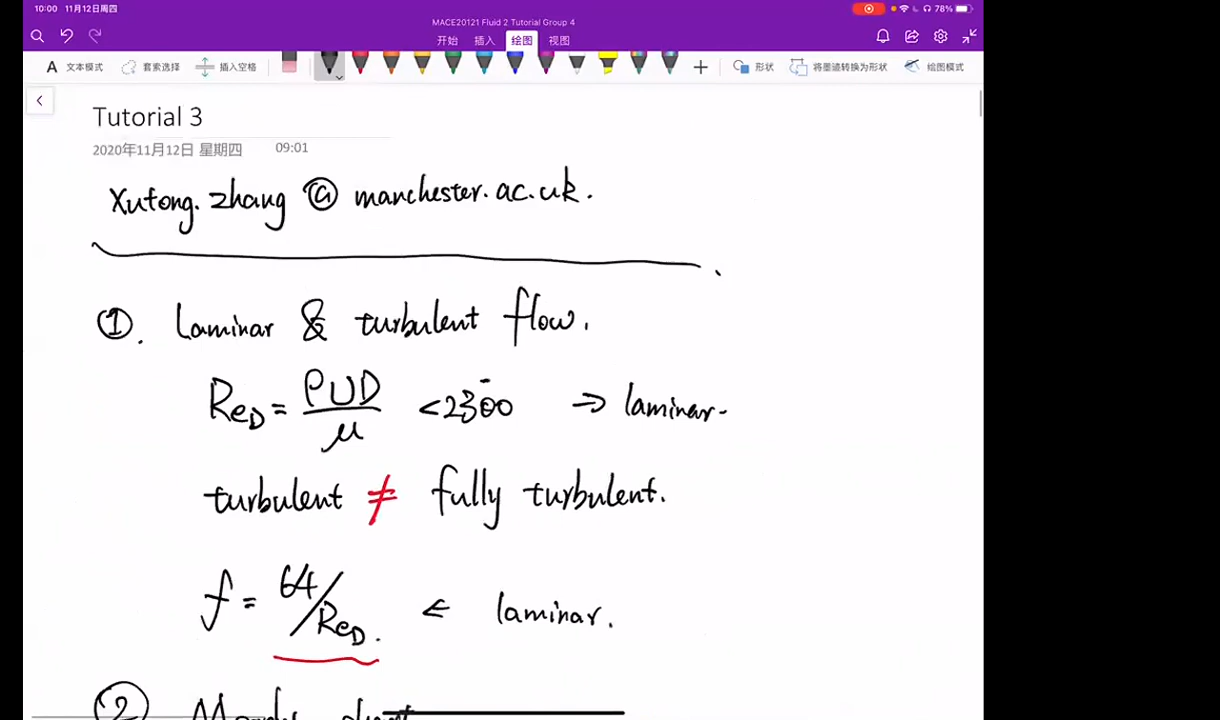 10:00 11月12日周四
78%
MACE20121 Fluid 2 Tutorial Group 4
开始 插入 绘图 视图
A 文本模式 套索选择 插入空格 形状 将墨迹转换为形状 绘图模式
Tutorial 3
2020年11月12日 星期四 09:01
Xutong.zhang @ manchester.ac.uk.
①. Laminar & turbulent flow.
Re_D = ρUD/μ <2300 → laminar.
turbulent ≠ fully turbulent.
f = 64/Re_D. ← laminar.
② Moody chart